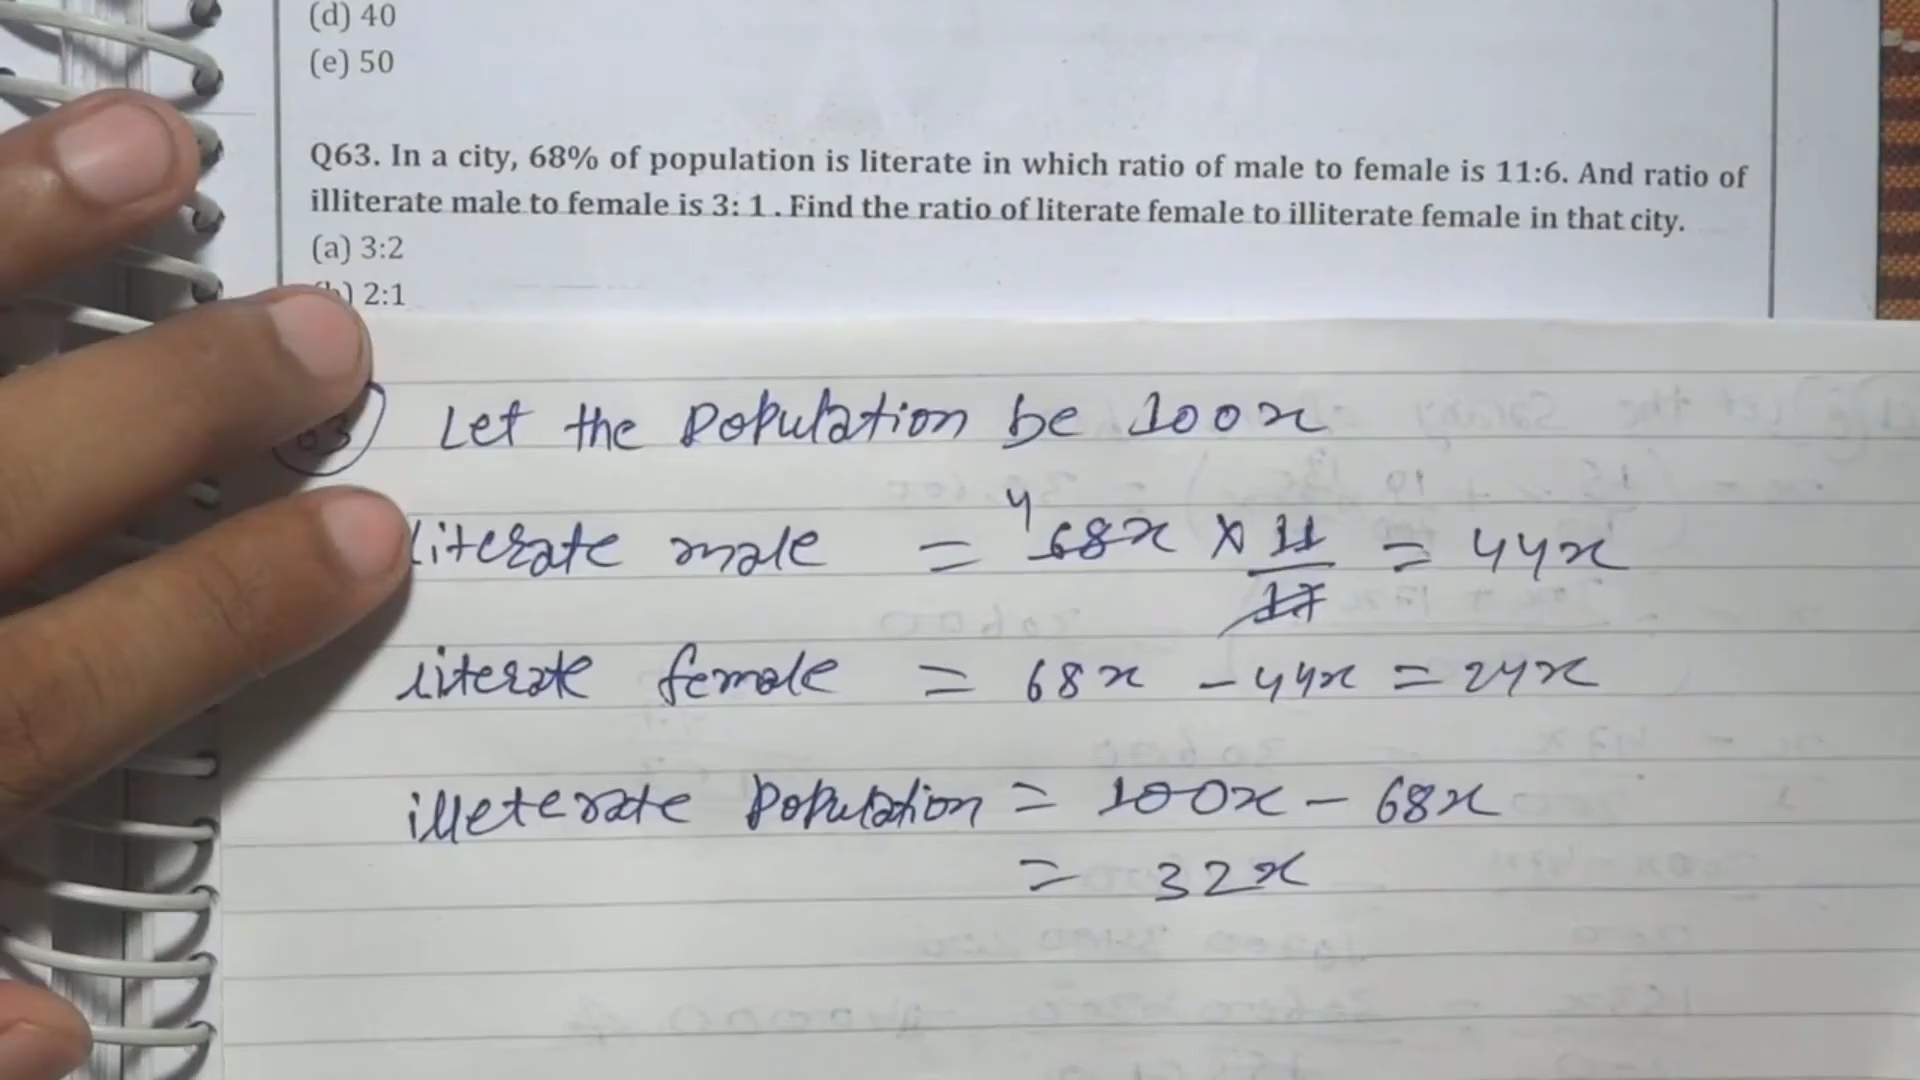 (d) 40
(e) 50
Q63. In a city, 68% of population is literate in which ratio of male to female is 11:6. And ratio of
illiterate male to female is 3: 1 . Find the ratio of literate female to illiterate female in that city.
(a) 3:2
2:1
Let the Population be 100x
literate male = 4 68x × 11/17 = 44x
literate female = 68x - 44x = 24x
illeterate population = 100x - 68x
= 32x